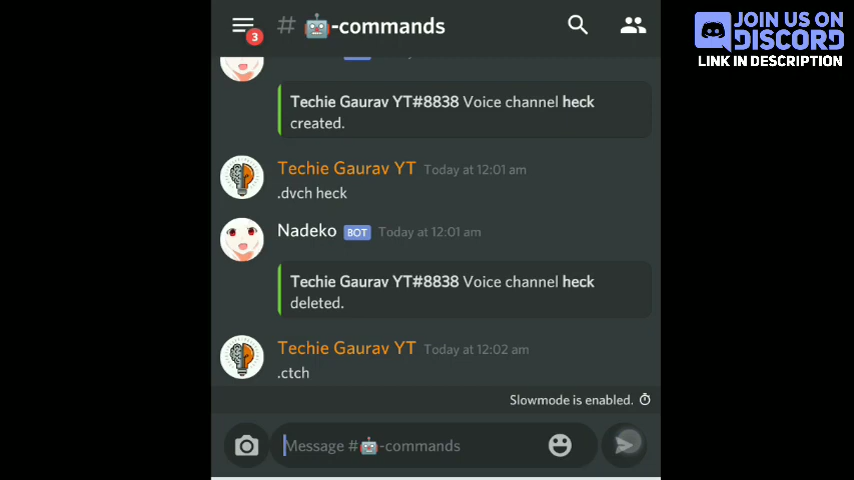 3
# 🤖-commands
JOIN US ON
DISCORD
LINK IN DESCRIPTION
Techie Gaurav YT#8838 Voice channel heck
created.
Techie Gaurav YT Today at 12:01 am
.dvch heck
Nadeko BOT Today at 12:01 am
Techie Gaurav YT#8838 Voice channel heck
deleted.
Techie Gaurav YT Today at 12:02 am
.ctch
Slowmode is enabled.
Message #🤖-commands